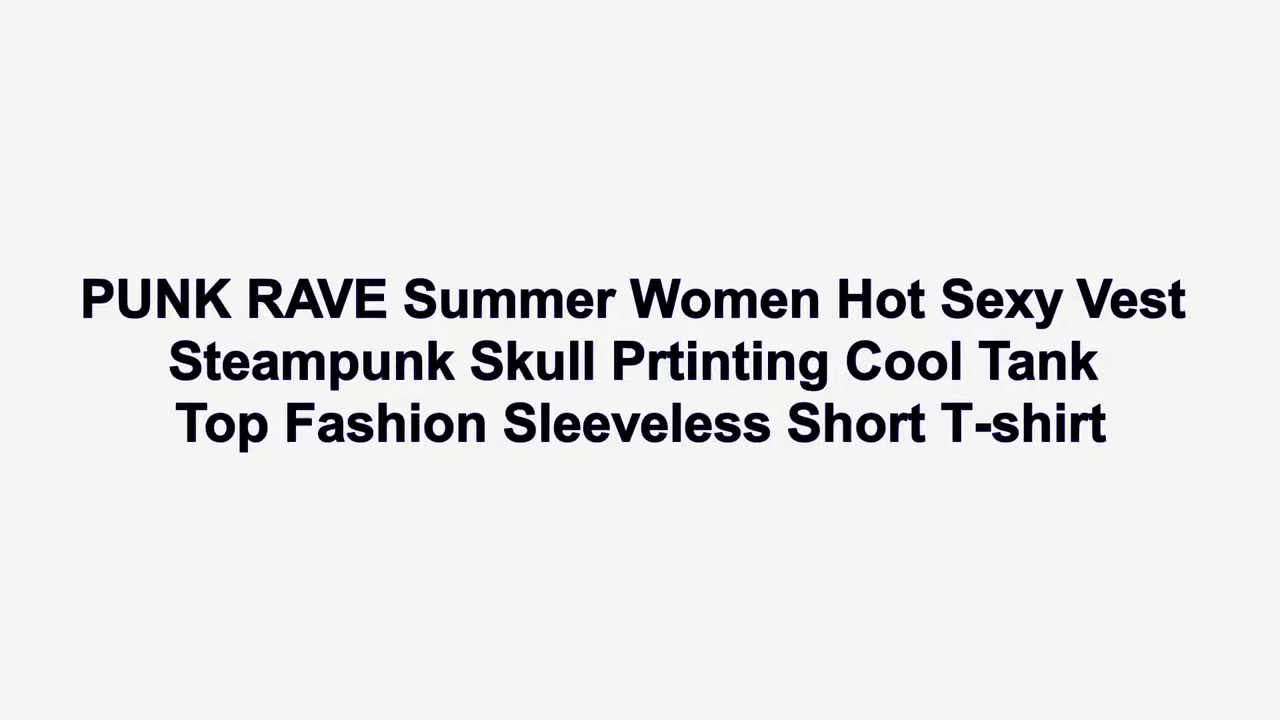 PUNK RAVE Summer Women Hot Sexy Vest
Steampunk Skull Prtinting Cool Tank
Top Fashion Sleeveless Short T-shirt